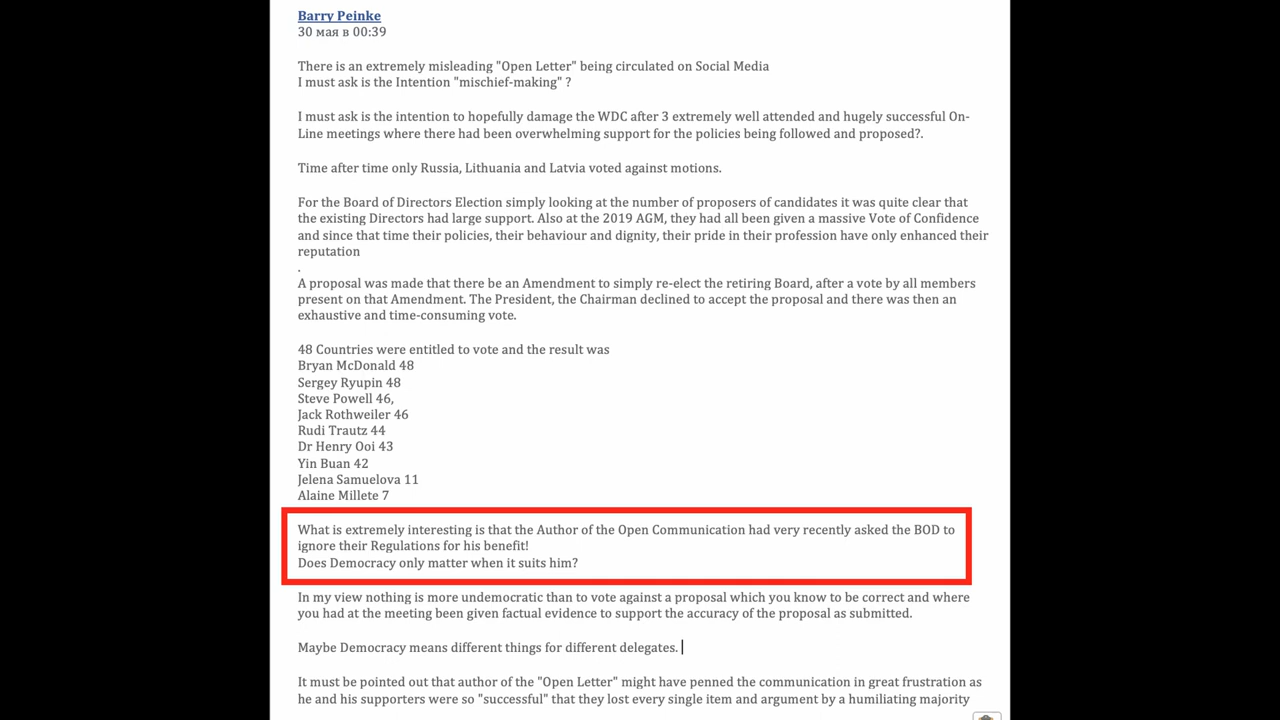 Barry Peinke
30 мая в 00:39
There is an extremely misleading "Open Letter" being circulated on Social Media
I must ask is the Intention "mischief-making" ?
I must ask is the intention to hopefully damage the WDC after 3 extremely well attended and hugely successful On-
Line meetings where there had been overwhelming support for the policies being followed and proposed?.
Time after time only Russia, Lithuania and Latvia voted against motions.
For the Board of Directors Election simply looking at the number of proposers of candidates it was quite clear that
the existing Directors had large support. Also at the 2019 AGM, they had all been given a massive Vote of Confidence
and since that time their policies, their behaviour and dignity, their pride in their profession have only enhanced their
reputation
.
A proposal was made that there be an Amendment to simply re-elect the retiring Board, after a vote by all members
present on that Amendment. The President, the Chairman declined to accept the proposal and there was then an
exhaustive and time-consuming vote.
48 Countries were entitled to vote and the result was
Bryan McDonald 48
Sergey Ryupin 48
Steve Powell 46,
Jack Rothweiler 46
Rudi Trautz 44
Dr Henry Ooi 43
Yin Buan 42
Jelena Samuelova 11
Alaine Millete 7
What is extremely interesting is that the Author of the Open Communication had very recently asked the BOD to
ignore their Regulations for his benefit!
Does Democracy only matter when it suits him?
In my view nothing is more undemocratic than to vote against a proposal which you know to be correct and where
you had at the meeting been given factual evidence to support the accuracy of the proposal as submitted.
Maybe Democracy means different things for different delegates.
It must be pointed out that author of the "Open Letter" might have penned the communication in great frustration as
he and his supporters were so "successful" that they lost every single item and argument by a humiliating majority